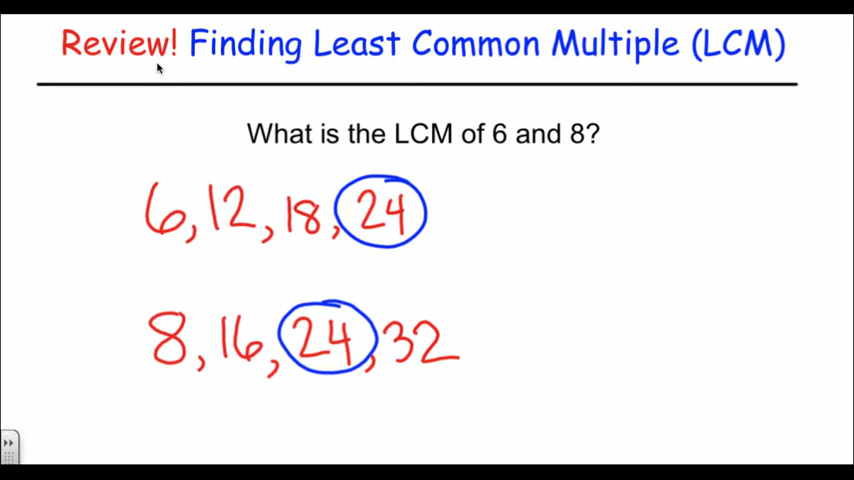 Review! Finding Least Common Multiple (LCM)
What is the LCM of 6 and 8?
6, 12, 18, 24
8, 16, 24, 32